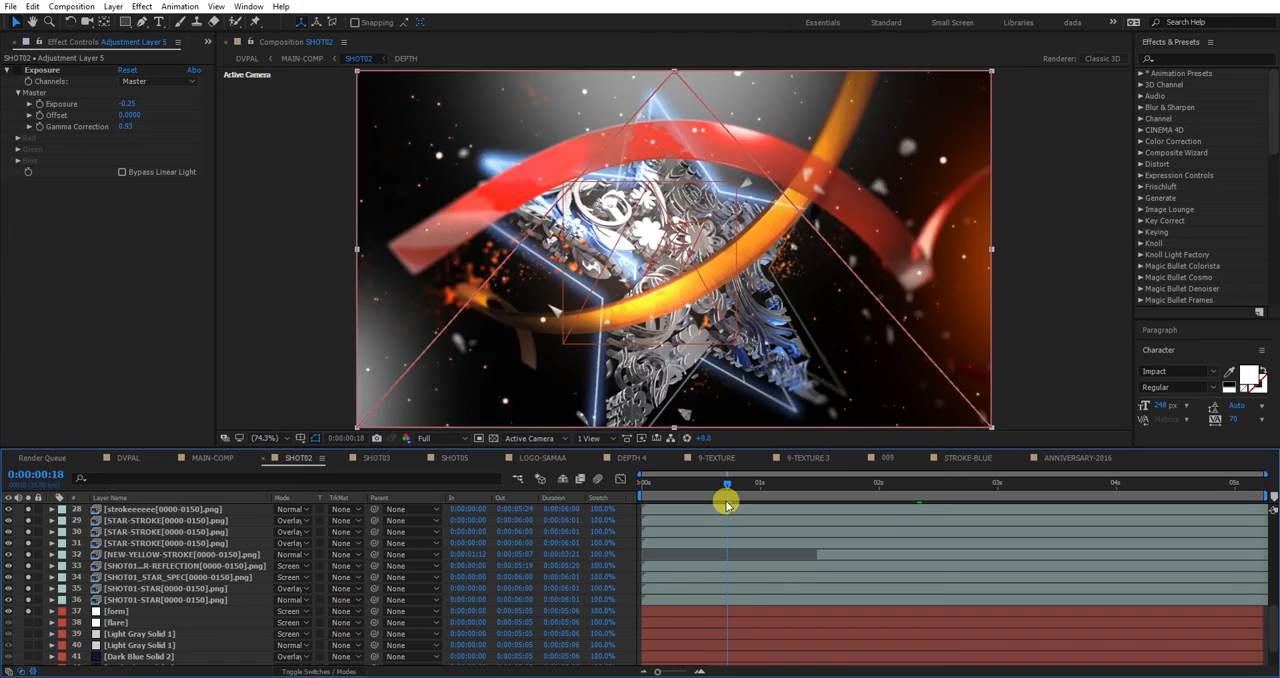 File Edit Composition Layer Effect Animation View Window Help
Snapping Essentials Standard Small Screen Libraries dada Search Help
Effect Controls Adjustment Layer 5 Composition SHOT02 Effects & Presets
SHOT02 • Adjustment Layer 5 DVPAL MAIN-COMP SHOT02 DEPTH Renderer: Classic 3D
Exposure Reset Abo
Channels: Master
Master
Exposure -0.25
Offset 0.0000
Gamma Correction 0.93
Red
Green
Blue
Bypass Linear Light
Active Camera
* Animation Presets
3D Channel
Audio
Blur & Sharpen
Channel
CINEMA 4D
Color Correction
Composite Wizard
Distort
Expression Controls
Frischluft
Generate
Image Lounge
Key Correct
Keying
Knoll
Knoll Light Factory
Magic Bullet Colorista
Magic Bullet Cosmo
Magic Bullet Denoiser
Magic Bullet Frames
Paragraph
Character
Impact
Regular
248 px Auto
Metrics 70
(74,3%) 0:00:00:18 Full Active Camera 1 View +0.0
Render Queue DVPAL MAIN-COMP SHOT02 SHOT03 SHOT05 LOGO-SAMAA DEPTH 4 9-TEXTURE 9-TEXTURE 3 009 STROKE-BLUE ANNIVERSARY-2016
0:00:00:18
00018 (25.00 fps)
:00s 01s 02s 03s 04s 05s
# Layer Name Mode T TrkMat Parent In Out Duration Stretch
28 [strokeeeeee[0000-0150].png] Normal None None 0:00:00:00 0:00:05:24 0:00:06:00 100.0%
29 [STAR-STROKE[0000-0150].png] Overlay None None 0:00:00:00 0:00:06:00 0:00:06:01 100.0%
30 [STAR-STROKE[0000-0150].png] Overlay None None 0:00:00:00 0:00:06:00 0:00:06:01 100.0%
31 [STAR-STROKE[0000-0150].png] Overlay None None 0:00:00:00 0:00:06:00 0:00:06:01 100.0%
32 [NEW-YELLOW-STROKE[0000-0150].png] Normal None None 0:00:01:12 0:00:05:07 0:00:03:21 100.0%
33 [SHOT01...R-REFLECTION[0000-0150].png] Screen None None 0:00:00:00 0:00:05:19 0:00:05:20 100.0%
34 [SHOT01_STAR_SPEC[0000-0150].png] Screen None None 0:00:00:00 0:00:06:00 0:00:06:01 100.0%
35 [SHOT01-STAR[0000-0150].png] Overlay None None 0:00:00:00 0:00:06:00 0:00:06:01 100.0%
36 [SHOT01-STAR[0000-0150].png] Normal None None 0:00:00:00 0:00:06:00 0:00:06:01 100.0%
37 [form] Screen None None 0:00:00:00 0:00:05:05 0:00:05:06 100.0%
38 [flare] Screen None None 0:00:00:00 0:00:05:05 0:00:05:06 100.0%
39 [Light Gray Solid 1] Screen None None 0:00:00:00 0:00:05:05 0:00:05:06 100.0%
40 [Light Gray Solid 1] Normal None None 0:00:00:00 0:00:05:05 0:00:05:06 100.0%
41 [Dark Blue Solid 2] Overlay None None 0:00:00:00 0:00:05:05 0:00:05:06 100.0%
Toggle Switches / Modes